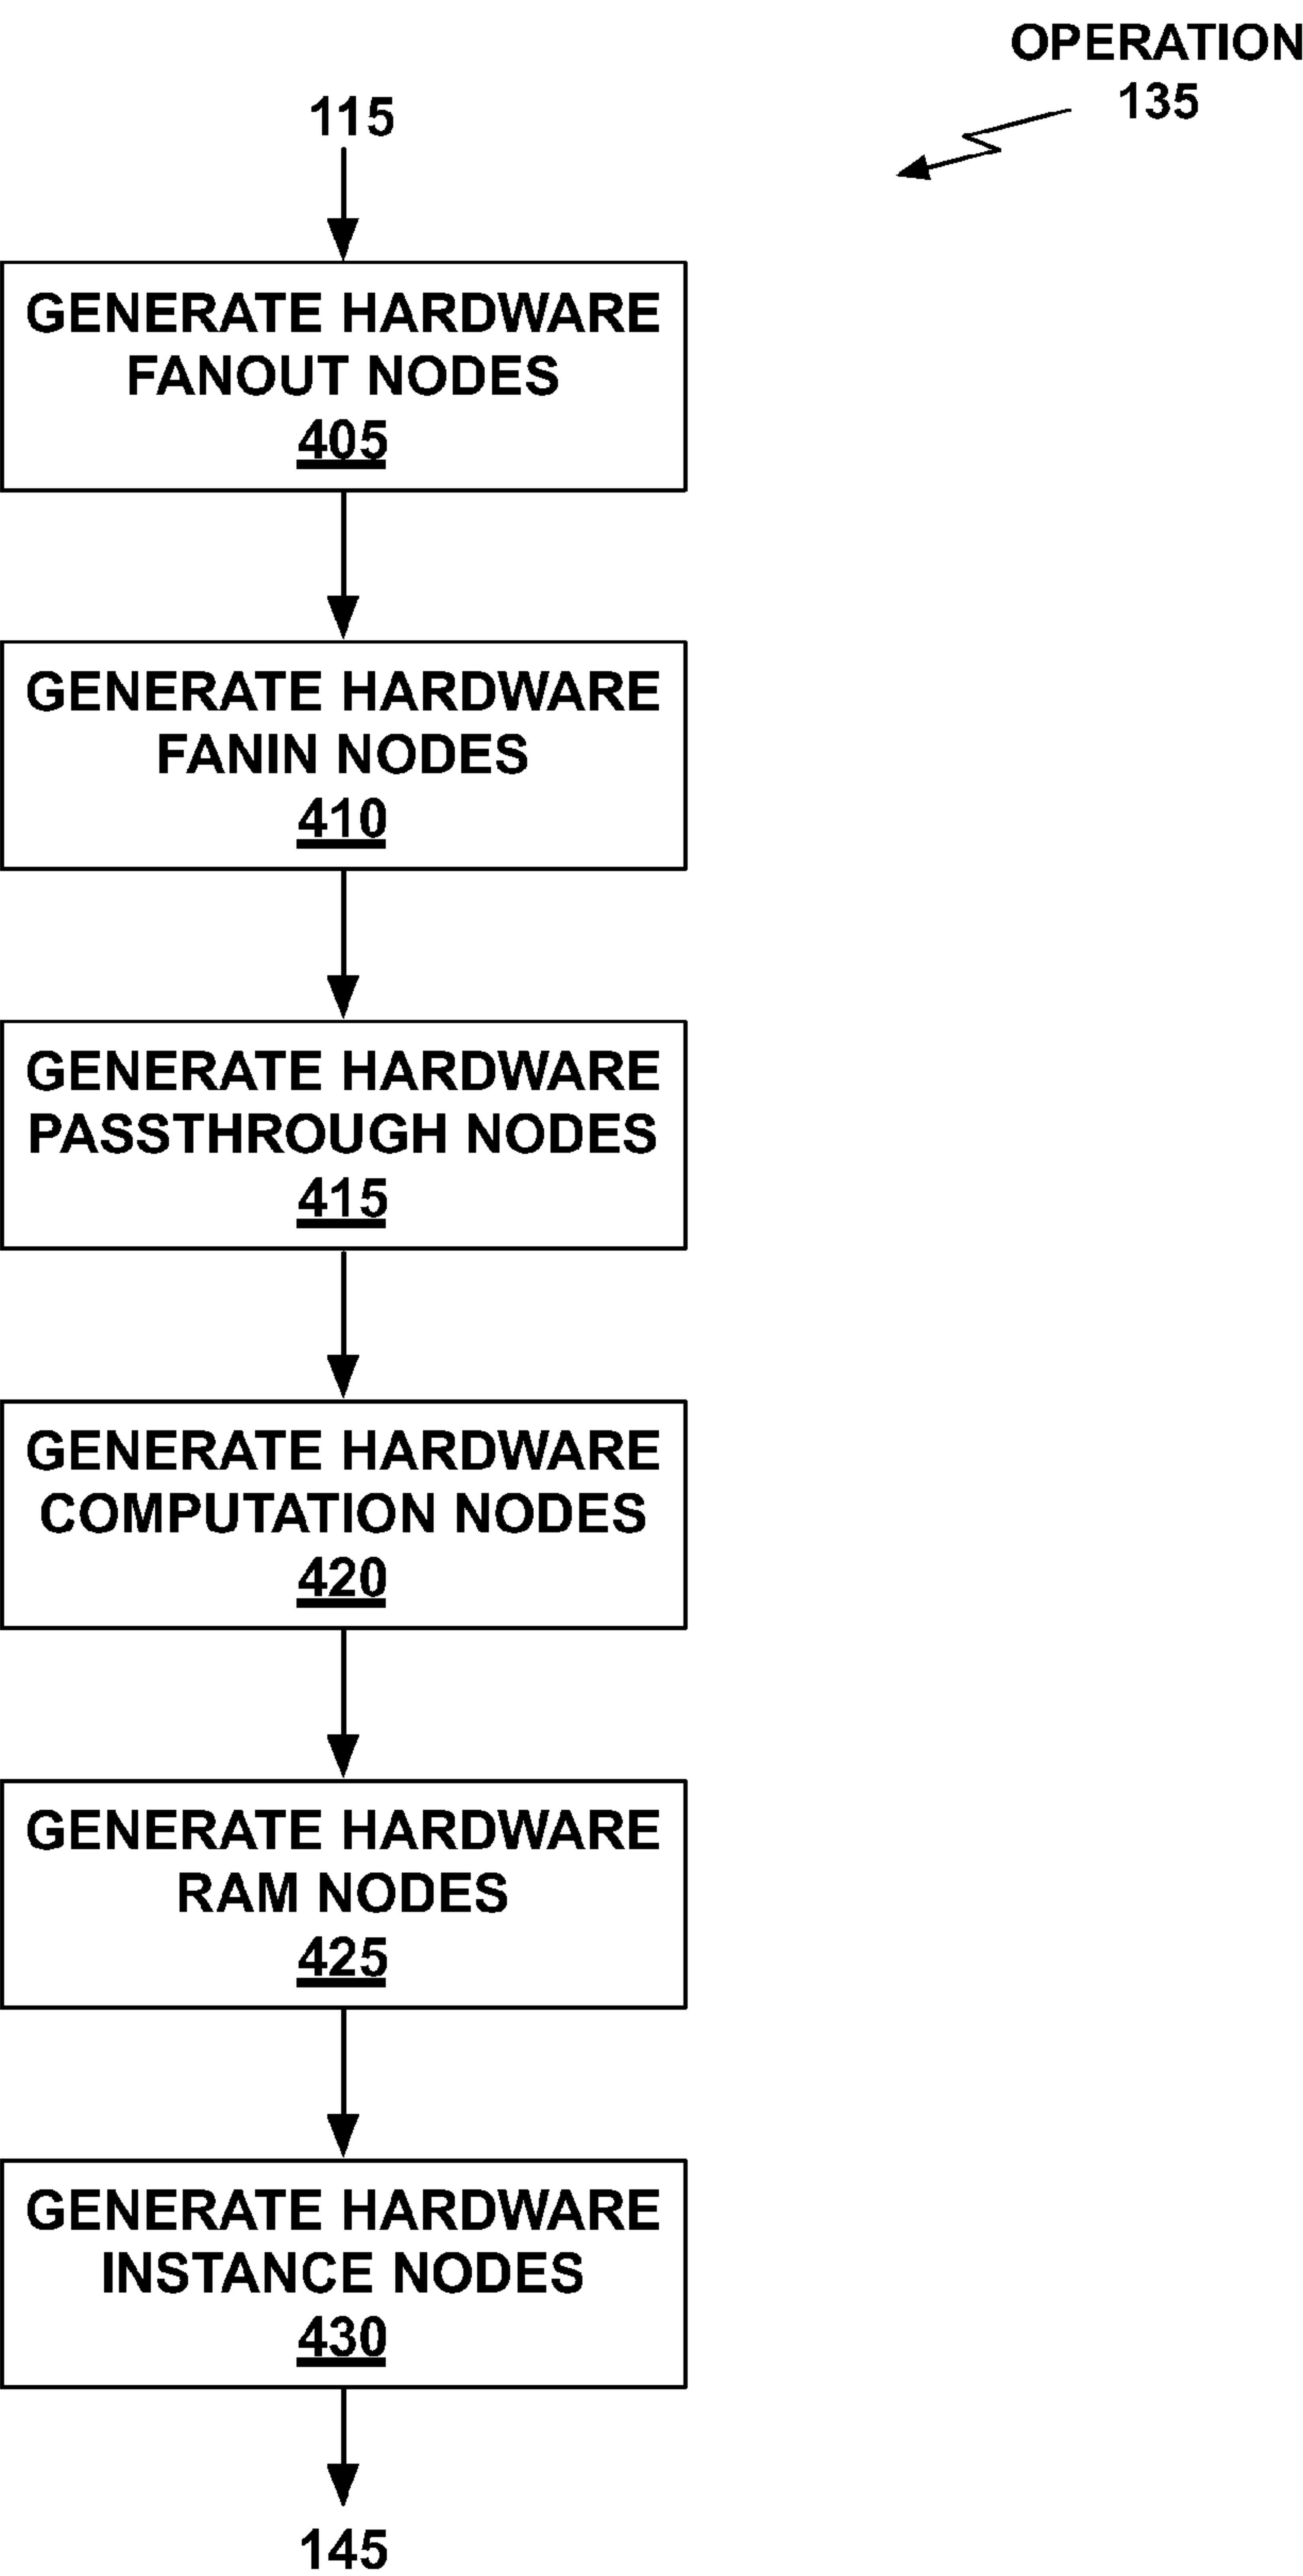 OPERATION
135
115
GENERATE HARDWARE
FANOUT NODES
405
GENERATE HARDWARE
FANIN NODES
410
GENERATE HARDWARE
PASSTHROUGH NODES
415
GENERATE HARDWARE
COMPUTATION NODES
420
GENERATE HARDWARE
RAM NODES
425
GENERATE HARDWARE
INSTANCE NODES
430
145